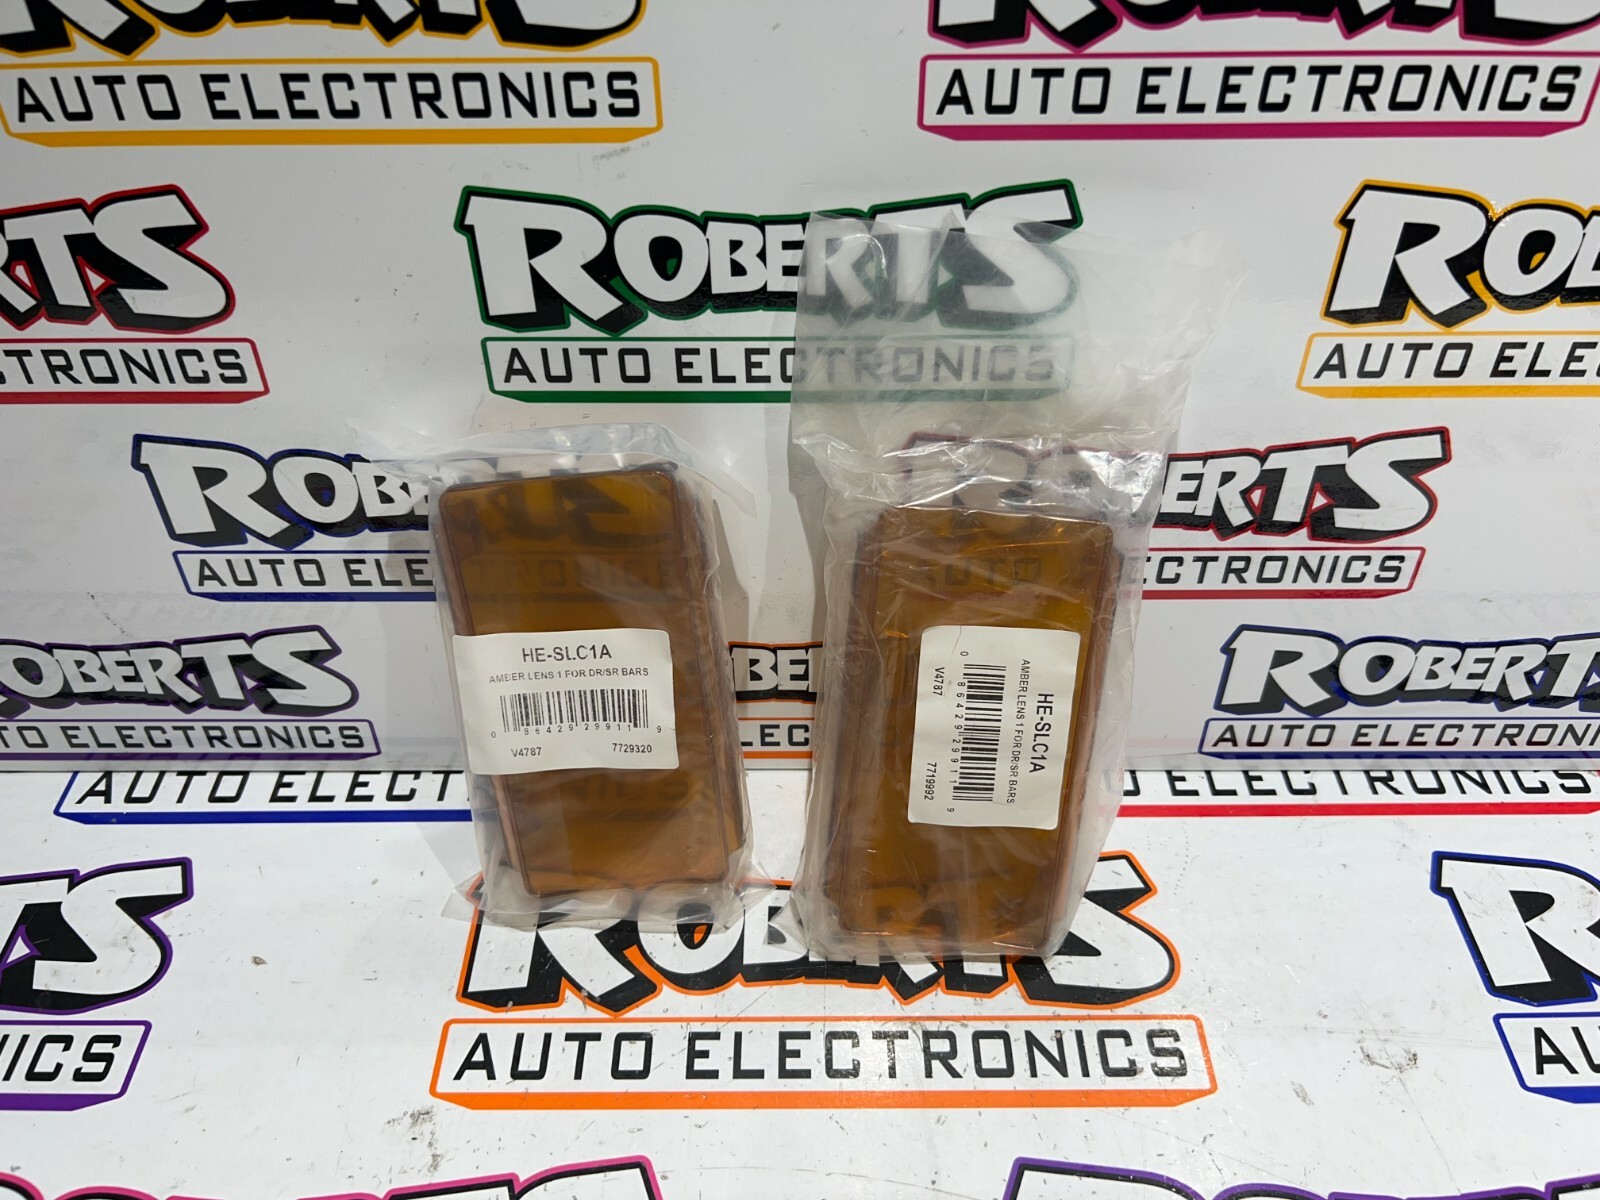 AUTO ELECTRONICS
AUTO ELECTRONICS
ROBERTS
AUTO ELECTRONICS
ROBERTS
AUTO ELECTRONICS
HE-SLC1A
AMBER LENS 1 FOR DR/SR BARS
0 86429 29911 9
V4787 7729320
HE-SLC1A
AMBER LENS 1 FOR DR/SR BARS
0 86429 29911 9
V4787 7719992
ROBERTS
AUTO ELECTRONICS